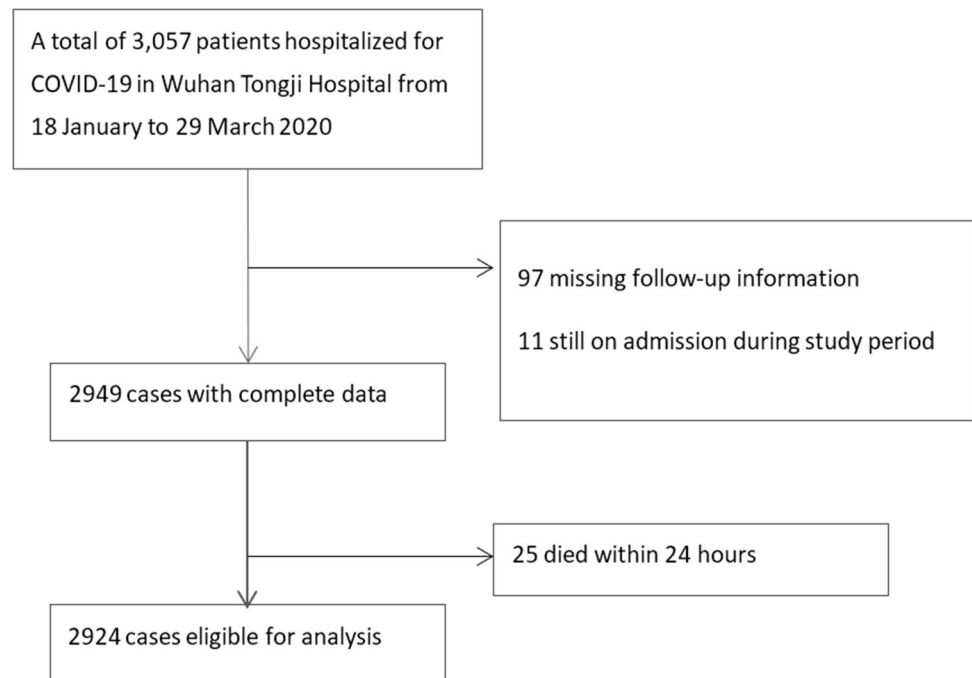 A total of 3,057 patients hospitalized for
COVID-19 in Wuhan Tongji Hospital from
18 January to 29 March 2020
97 missing follow-up information
11 still on admission during study period
2949 cases with complete data
25 died within 24 hours
2924 cases eligible for analysis